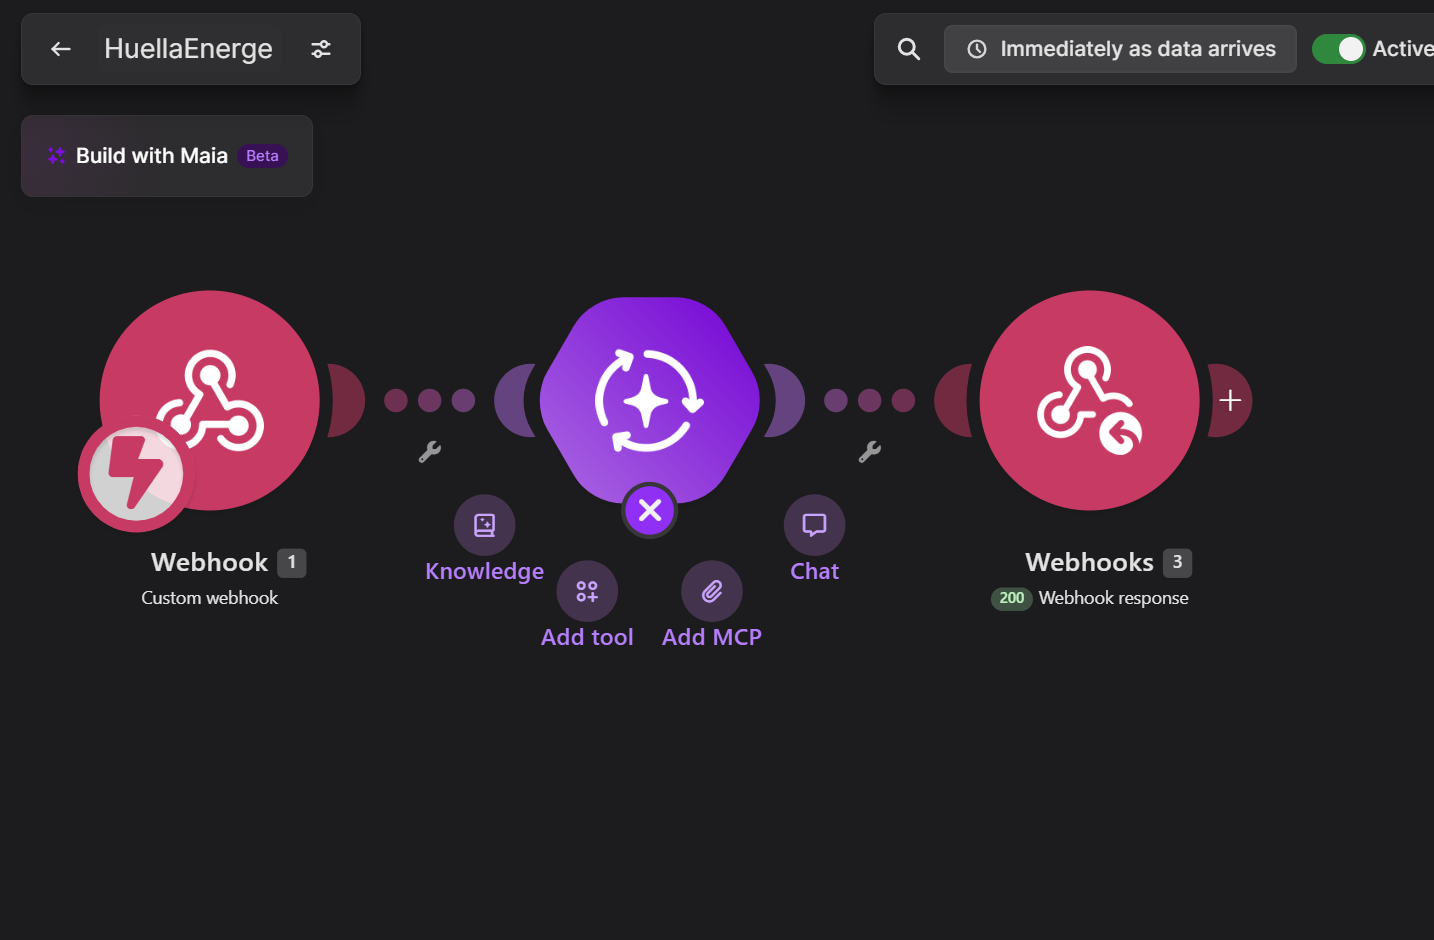 HuellaEnerge
Immediately as data arrives
Active
Build with Maia Beta
Webhook 1
Custom webhook
Knowledge
Add tool
Add MCP
Chat
Webhooks 3
200 Webhook response